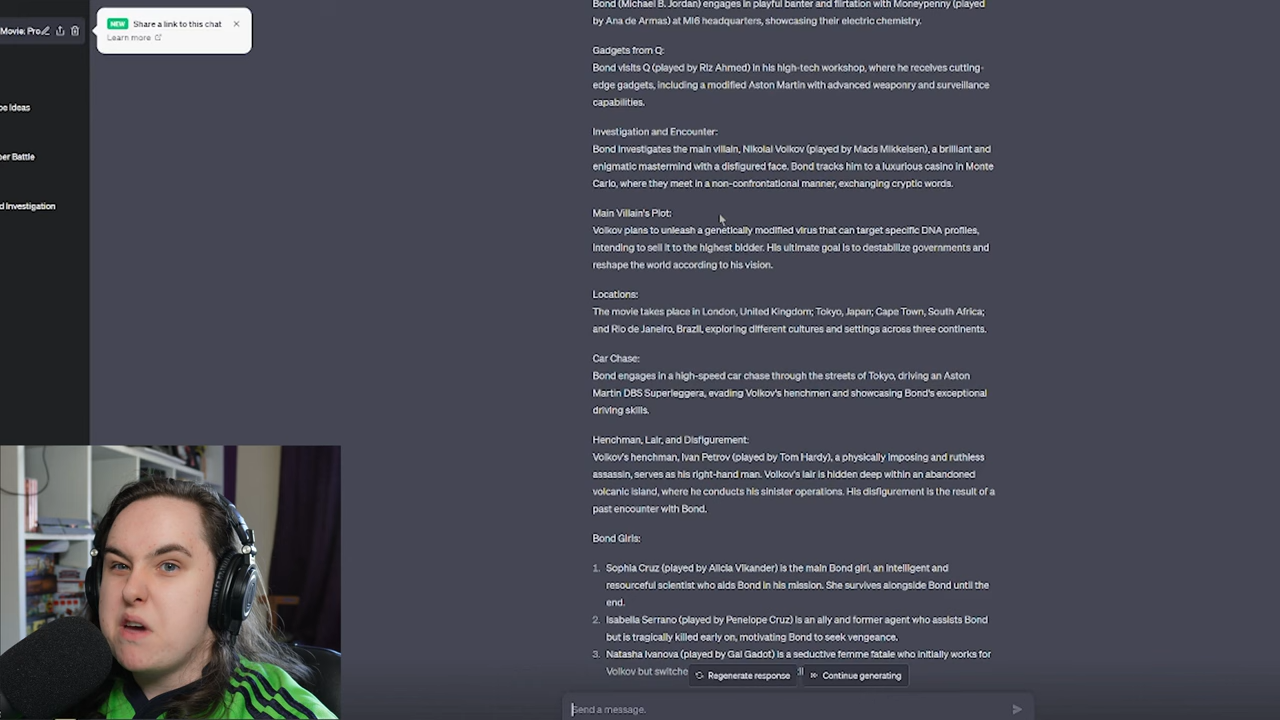 Bond (Michael B. Jordan) engages in playful banter and flirtation with Moneypenny (played
by Ana de Armas) at MI6 headquarters, showcasing their electric chemistry.
NEW Share a link to this chat
Learn more
Movie: Pro
Ideas
Battle
Investigation
Gadgets from Q:
Bond visits Q (played by Riz Ahmed) in his high-tech workshop, where he receives cutting-
edge gadgets, including a modified Aston Martin with advanced weaponry and surveillance
capabilities.
Investigation and Encounter:
Bond investigates the main villain, Nikolai Volkov (played by Mads Mikkelsen), a brilliant and
enigmatic mastermind with a disfigured face. Bond tracks him to a luxurious casino in Monte
Carlo, where they meet in a non-confrontational manner, exchanging cryptic words.
Main Villain's Plot:
Volkov plans to unleash a genetically modified virus that can target specific DNA profiles,
intending to sell it to the highest bidder. His ultimate goal is to destabilize governments and
reshape the world according to his vision.
Locations:
The movie takes place in London, United Kingdom; Tokyo, Japan; Cape Town, South Africa;
and Rio de Janeiro, Brazil, exploring different cultures and settings across three continents.
Car Chase:
Bond engages in a high-speed car chase through the streets of Tokyo, driving an Aston
Martin DBS Superleggera, evading Volkov's henchmen and showcasing Bond's exceptional
driving skills.
Henchman, Lair, and Disfigurement:
Volkov's henchman, Ivan Petrov (played by Tom Hardy), a physically imposing and ruthless
assassin, serves as his right-hand man. Volkov's lair is hidden deep within an abandoned
volcanic island, where he conducts his sinister operations. His disfigurement is the result of a
past encounter with Bond.
Bond Girls:
1. Sophia Cruz (played by Alicia Vikander) is the main Bond girl, an intelligent and
resourceful scientist who aids Bond in his mission. She survives alongside Bond until the
end.
2. Isabella Serrano (played by Penelope Cruz) is an ally and former agent who assists Bond
but is tragically killed early on, motivating Bond to seek vengeance.
3. Natasha Ivanova (played by Gal Gadot) is a seductive femme fatale who initially works for
Volkov but switche
Regenerate response
Continue generating
Send a message.